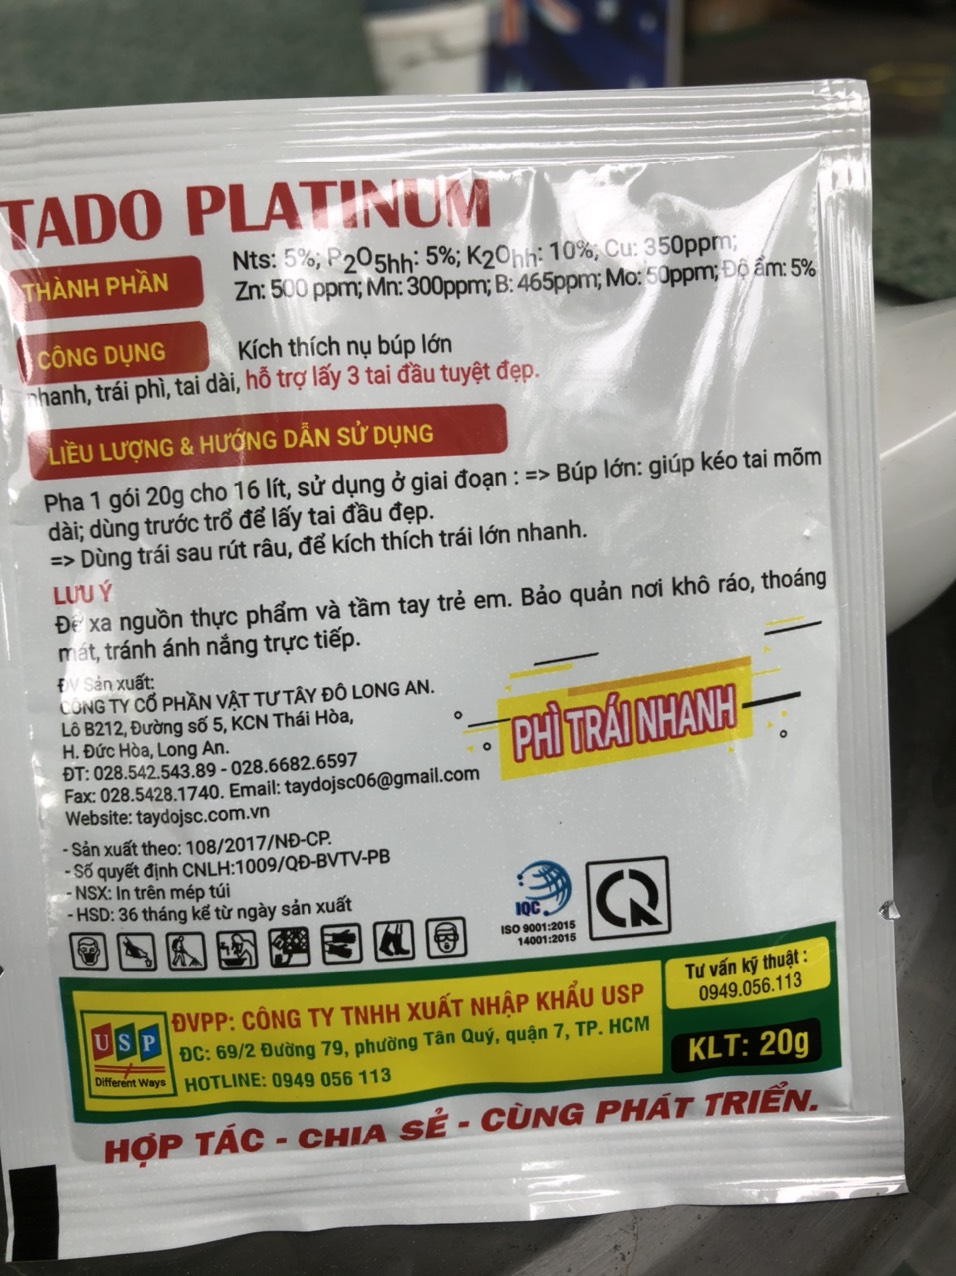 TADO PLATINUM
THÀNH PHẦN
Nts: 5%; P2O5hh: 5%; K2Ohh: 10%; Cu: 350ppm;
Zn: 500 ppm; Mn: 300ppm; B: 465ppm; Mo: 50ppm; Độ ẩm: 5%
CÔNG DỤNG
Kích thích nụ búp lớn
nhanh, trái phì, tai dài, hỗ trợ lấy 3 tai đầu tuyệt đẹp.
LIỀU LƯỢNG & HƯỚNG DẪN SỬ DỤNG
Pha 1 gói 20g cho 16 lít, sử dụng ở giai đoạn : => Búp lớn: giúp kéo tai mõm
dài; dùng trước trổ để lấy tai đầu đẹp.
=> Dùng trái sau rút râu, để kích thích trái lớn nhanh.
LƯU Ý
Để xa nguồn thực phẩm và tầm tay trẻ em. Bảo quản nơi khô ráo, thoáng
mát, tránh ánh nắng trực tiếp.
ĐV Sản xuất:
CÔNG TY CỔ PHẦN VẬT TƯ TÂY ĐÔ LONG AN.
Lô B212, Đường số 5, KCN Thái Hòa,
H. Đức Hòa, Long An.
ĐT: 028.542.543.89 - 028.6682.6597
Fax: 028.5428.1740. Email: taydojsc06@gmail.com
Website: taydojsc.com.vn
PHÌ TRÁI NHANH
- Sản xuất theo: 108/2017/NĐ-CP.
- Số quyết định CNLH:1009/QĐ-BVTV-PB
- NSX: In trên mép túi
- HSD: 36 tháng kể từ ngày sản xuất
IQC
ISO 9001:2015
14001:2015
USP
Different Ways
ĐVPP: CÔNG TY TNHH XUẤT NHẬP KHẨU USP
ĐC: 69/2 Đường 79, phường Tân Quý, quận 7, TP. HCM
HOTLINE: 0949 056 113
Tư vấn kỹ thuật :
0949.056.113
KLT: 20g
HỢP TÁC - CHIA SẺ - CÙNG PHÁT TRIỂN.